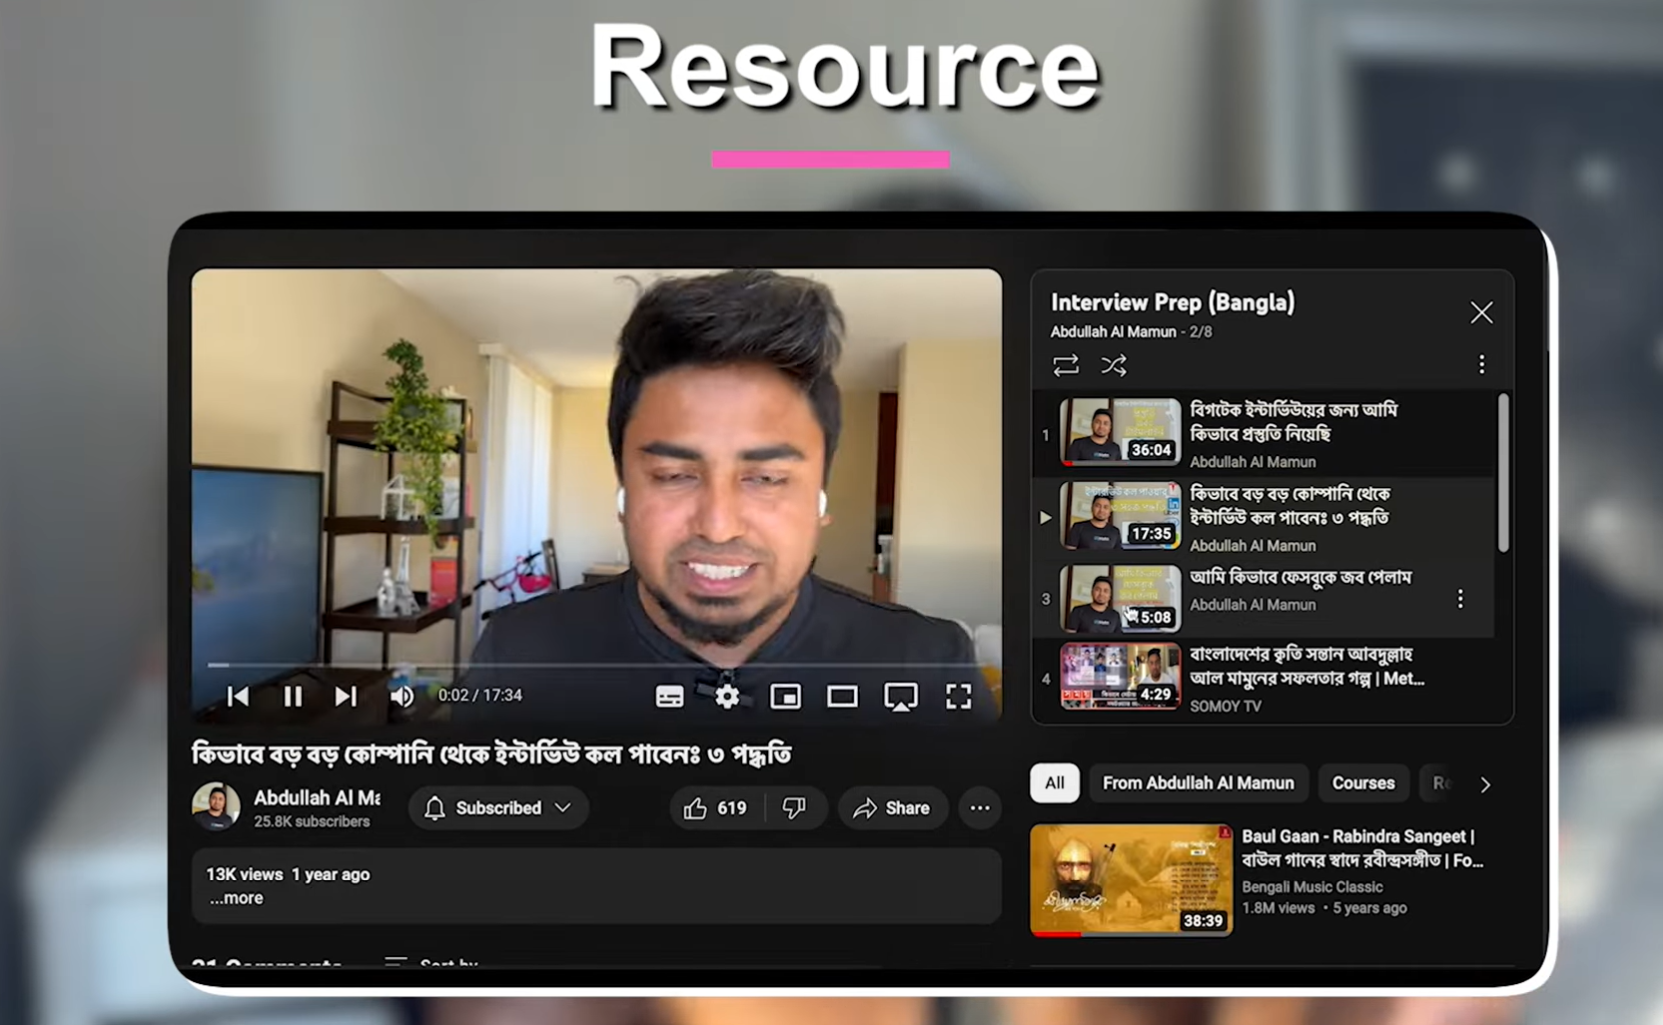 Resource
Interview Prep (Bangla)
Abdullah Al Mamun - 2/8
1
36:04
বিগটেক ইন্টার্ভিউয়ের জন্য আমি
কিভাবে প্রস্তুতি নিয়েছি
Abdullah Al Mamun
17:35
কিভাবে বড় বড় কোম্পানি থেকে
ইন্টার্ভিউ কল পাবেনঃ ৩ পদ্ধতি
Abdullah Al Mamun
3
5:08
আমি কিভাবে ফেসবুকে জব পেলাম
Abdullah Al Mamun
4
4:29
বাংলাদেশের কৃতি সন্তান আবদুল্লাহ
আল মামুনের সফলতার গল্প | Met...
SOMOY TV
0:02 / 17:34
কিভাবে বড় বড় কোম্পানি থেকে ইন্টার্ভিউ কল পাবেনঃ ৩ পদ্ধতি
Abdullah Al Ma
25.8K subscribers
Subscribed
619
Share
13K views 1 year ago
...more
All
From Abdullah Al Mamun
Courses
Re
38:39
Baul Gaan - Rabindra Sangeet |
বাউল গানের স্বাদে রবীন্দ্রসঙ্গীত | Fo...
Bengali Music Classic
1.8M views • 5 years ago